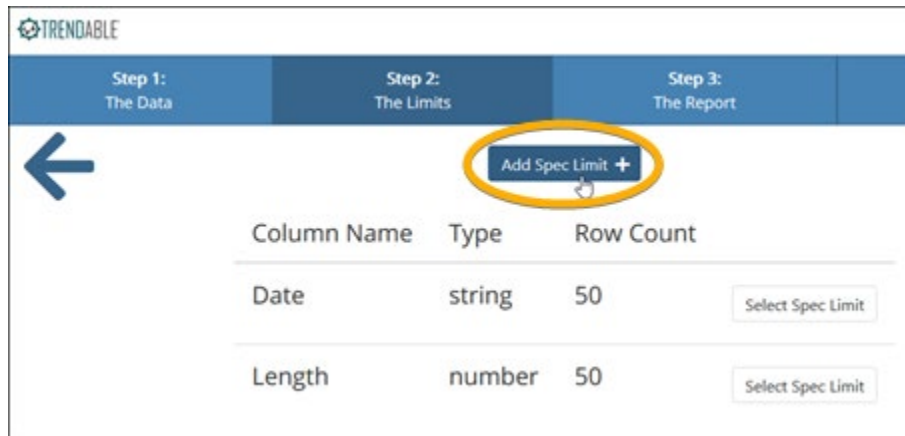 TRENDABLE
Step 1:
The Data
Step 2:
The Limits
Step 3:
The Report
Add Spec Limit +
Column Name Type Row Count
Date string 50 Select Spec Limit
Length number 50 Select Spec Limit